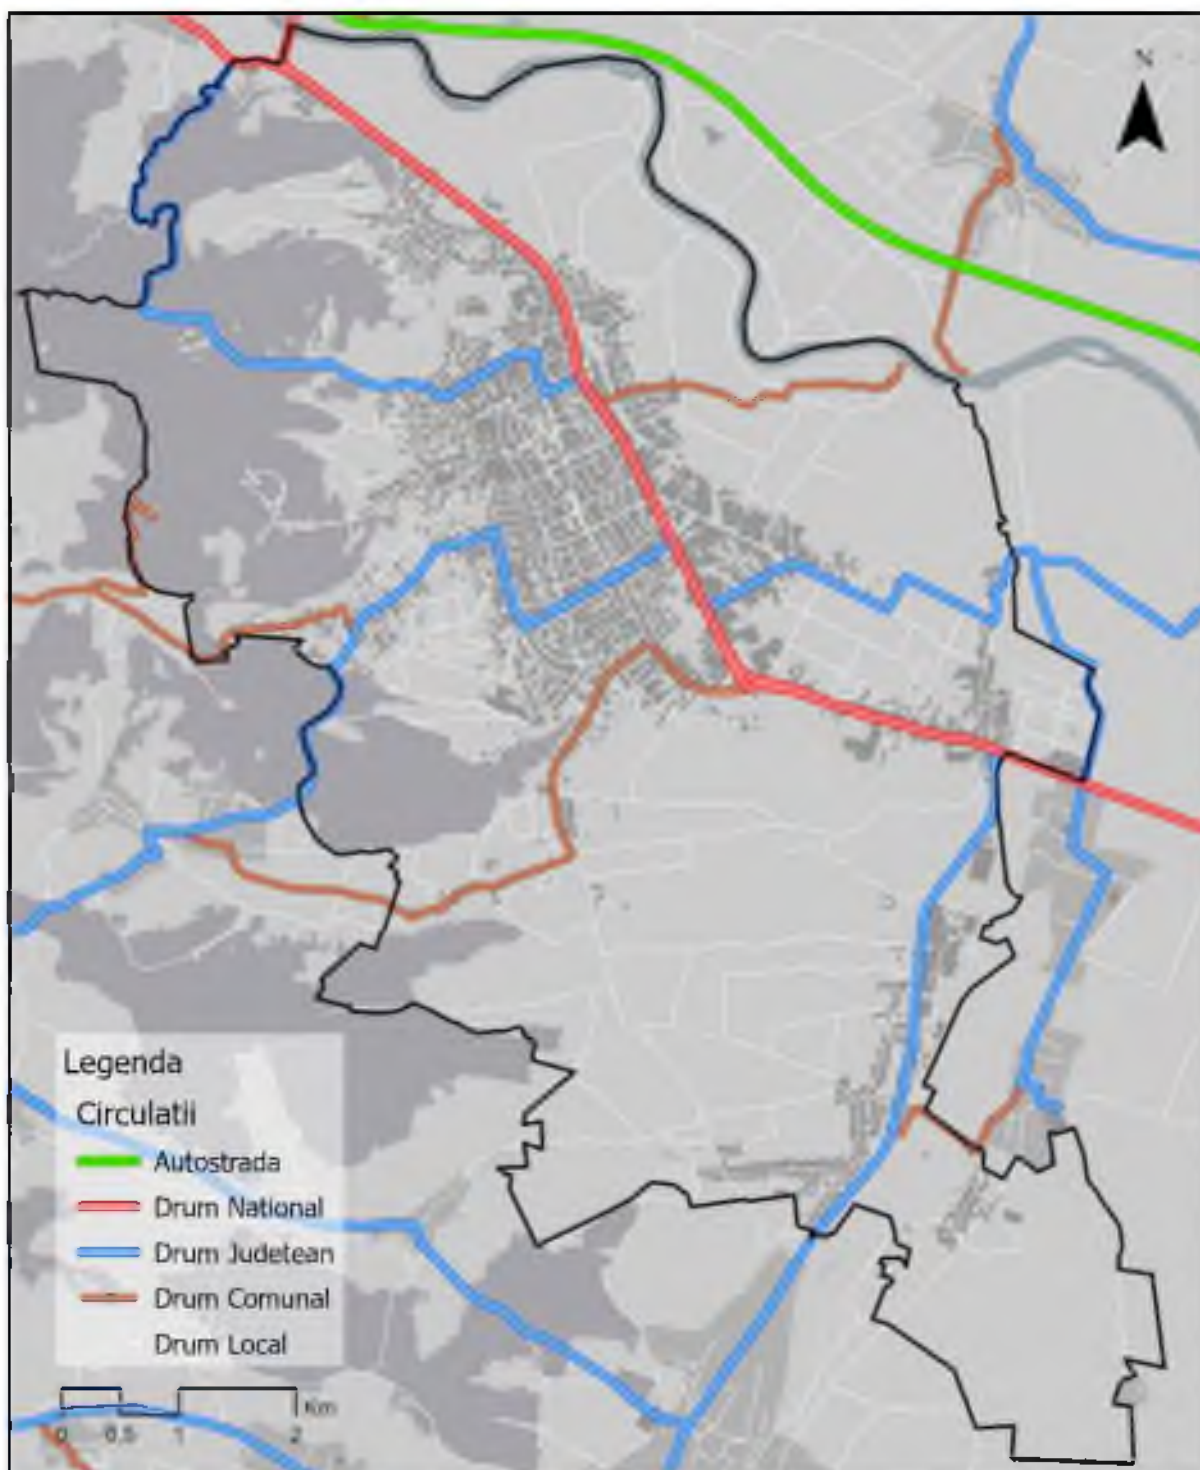 N
Legenda
Circulatii
Autostrada
Drum National
Drum Judetean
Drum Comunal
Drum Local
Km
0 0.5 1 2